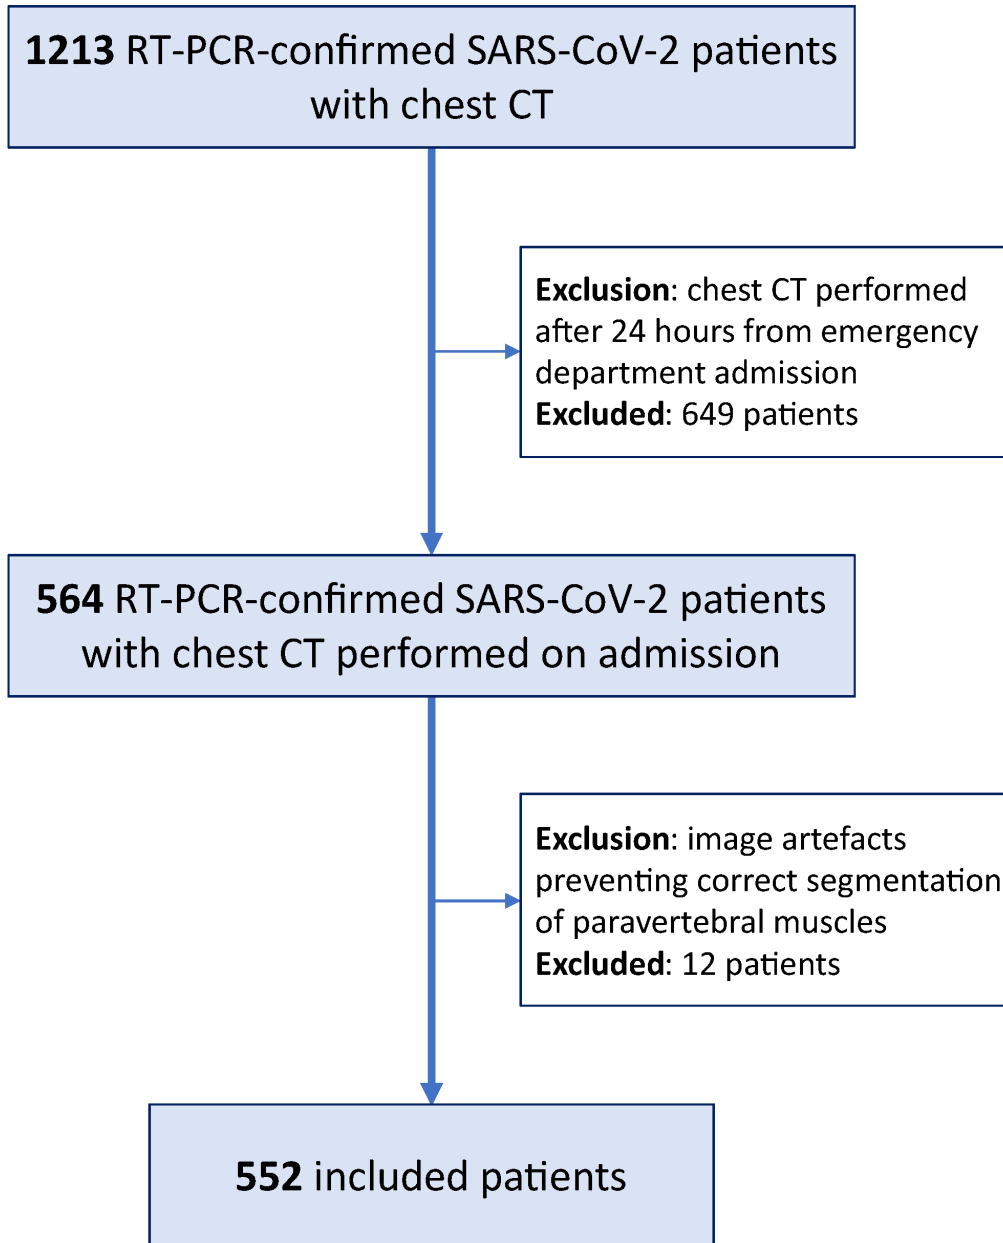 1213 RT-PCR-confirmed SARS-CoV-2 patients
with chest CT
Exclusion: chest CT performed
after 24 hours from emergency
department admission
Excluded: 649 patients
564 RT-PCR-confirmed SARS-CoV-2 patients
with chest CT performed on admission
Exclusion: image artefacts
preventing correct segmentation
of paravertebral muscles
Excluded: 12 patients
552 included patients